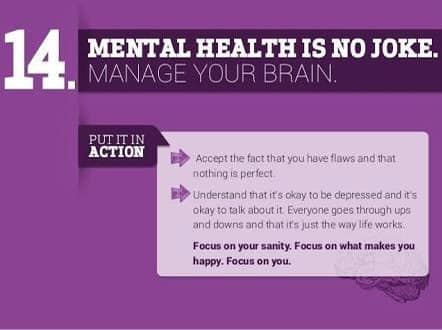 14.
MENTAL HEALTH IS NO JOKE.
MANAGE YOUR BRAIN.
PUT IT IN
ACTION
Accept the fact that you have flaws and that
nothing is perfect.
Understand that it's okay to be depressed and it's
okay to talk about it. Everyone goes through ups
and downs and that it's just the way life works.
Focus on your sanity. Focus on what makes you
happy. Focus on you.